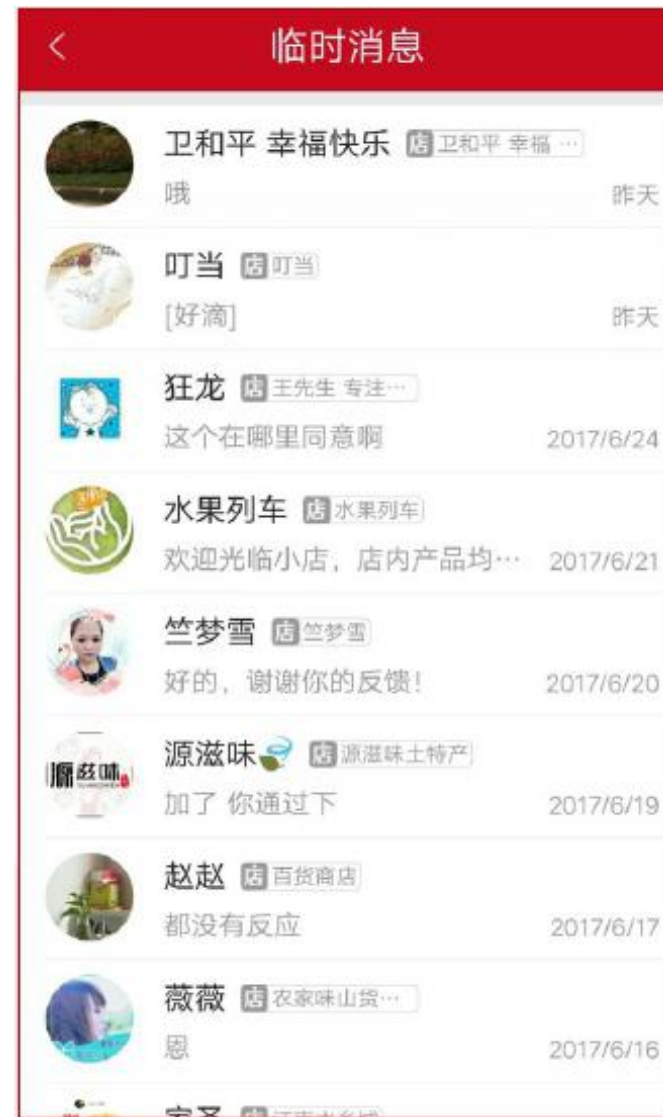 临时消息
卫和平 幸福快乐 店 卫和平 幸福 …
哦 昨天
叮当 店 叮当
[好滴] 昨天
狂龙 店 王先生 专注…
这个在哪里同意啊 2017/6/24
水果列车 店 水果列车
欢迎光临小店，店内产品均… 2017/6/21
竺梦雪 店 竺梦雪
好的，谢谢你的反馈！ 2017/6/20
源滋味 店 源滋味土特产
源滋味
加了 你通过下 2017/6/19
赵赵 店 百货商店
都没有反应 2017/6/17
薇薇 店 农家味山货…
恩 2017/6/16